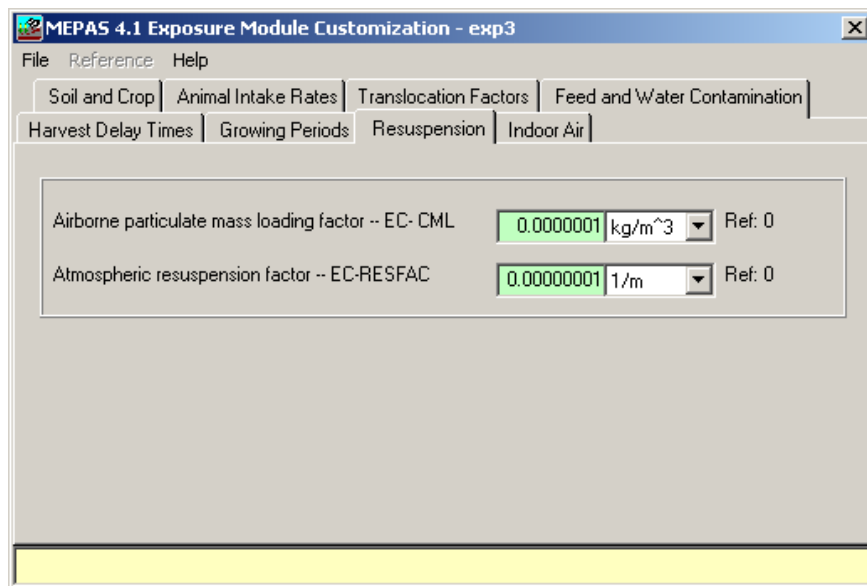 MEPAS 4.1 Exposure Module Customization - exp3
File Reference Help
Soil and Crop Animal Intake Rates Translocation Factors Feed and Water Contamination
Harvest Delay Times Growing Periods Resuspension Indoor Air
Airborne particulate mass loading factor -- EC- CML 0.0000001 kg/m^3 Ref: 0
Atmospheric resuspension factor -- EC-RESFAC 0.00000001 1/m Ref: 0